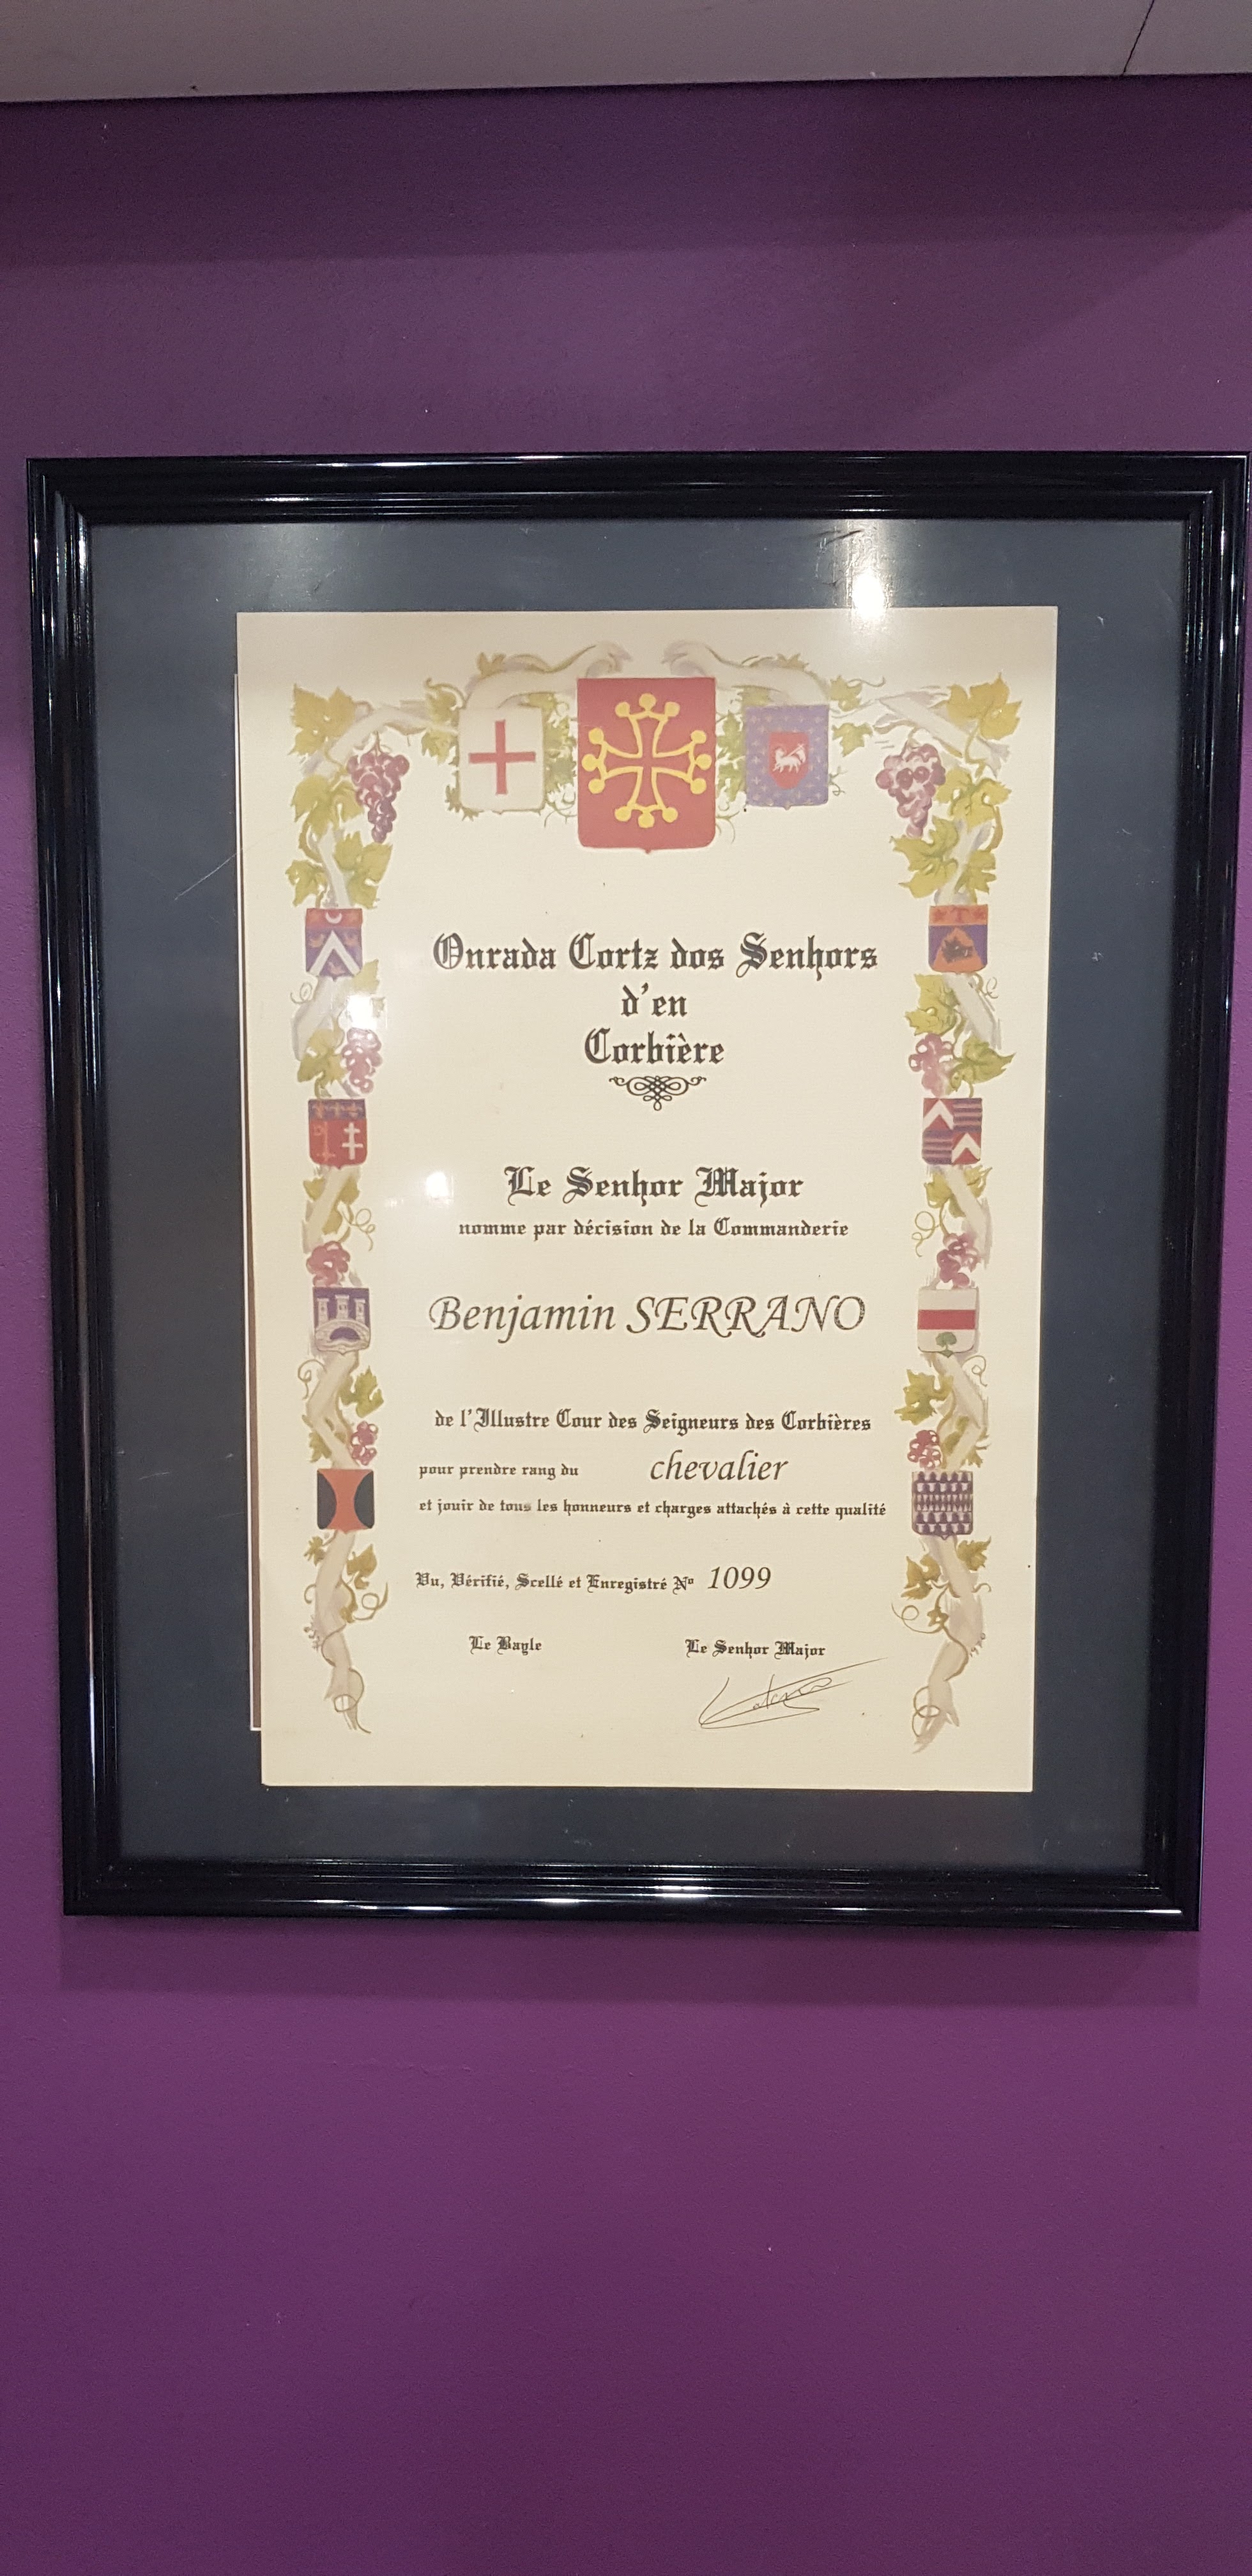 Onrada Cortz dos Senhors
d'en
Corbière
Le Senhor Major
nomme par décision de la Commanderie
Benjamin SERRANO
de l'Illustre Cour des Seigneurs des Corbières
pour prendre rang du chevalier
et jouir de tous les honneurs et charges attachés à cette qualité
Vu, Vérifié, Scellé et Enregistré Nº 1099
Le Bayle Le Senhor Major